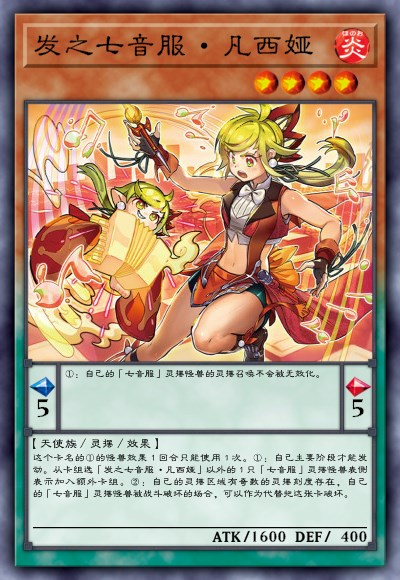 发之七音服・凡西娅
ほのお
炎
①：自己的「七音服」灵摆怪兽的灵摆召唤不会被无效化。
5
5
【天使族／灵摆／效果】
这个卡名的①的怪兽效果1回合只能使用1次。①：自己主要阶段才能发
动。从卡组选「发之七音服・凡西娅」以外的1只「七音服」灵摆怪兽表侧
表示加入额外卡组。②：自己的灵摆区域有奇数的灵摆刻度存在，自己
的「七音服」灵摆怪兽被战斗破坏的场合，可以作为代替把这张卡破坏。
ATK/1600 DEF/ 400